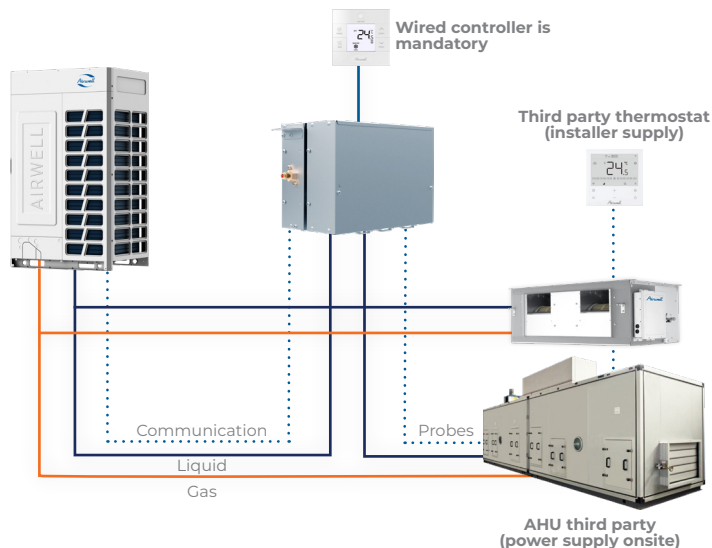 Wired controller is
mandatory
24
Airwell
Third party thermostat
(installer supply)
24.5
AIRWELL
Airwell
Communication
Probes
Liquid
Gas
AHU third party
(power supply onsite)